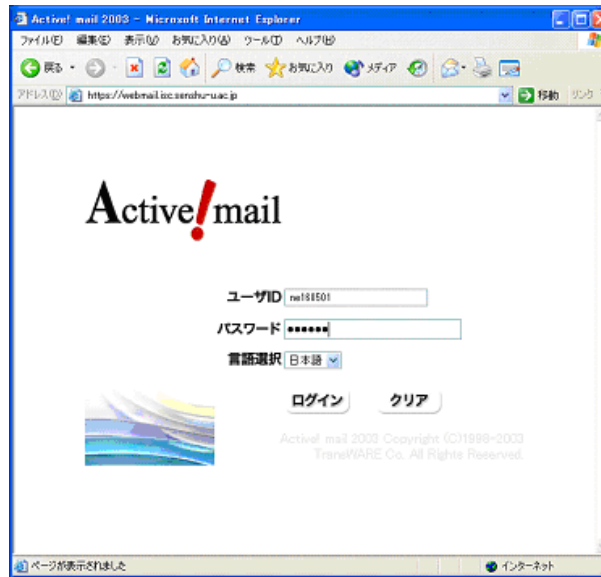 Active! mail 2003 - Microsoft Internet Explorer
ファイル(F) 編集(E) 表示(V) お気に入り(A) ツール(T) ヘルプ(H)
戻る 検索 お気に入り メディア
アドレス(D) https://webmail.isc.senshu-u.ac.jp 移動 リンク
Active! mail
ユーザID ne181501
パスワード ●●●●●●
言語選択 日本語
ログイン クリア
Active! mail 2003 Copyright (C)1998-2003
TransWARE Co. All Rights Reserved.
ページが表示されました インターネット